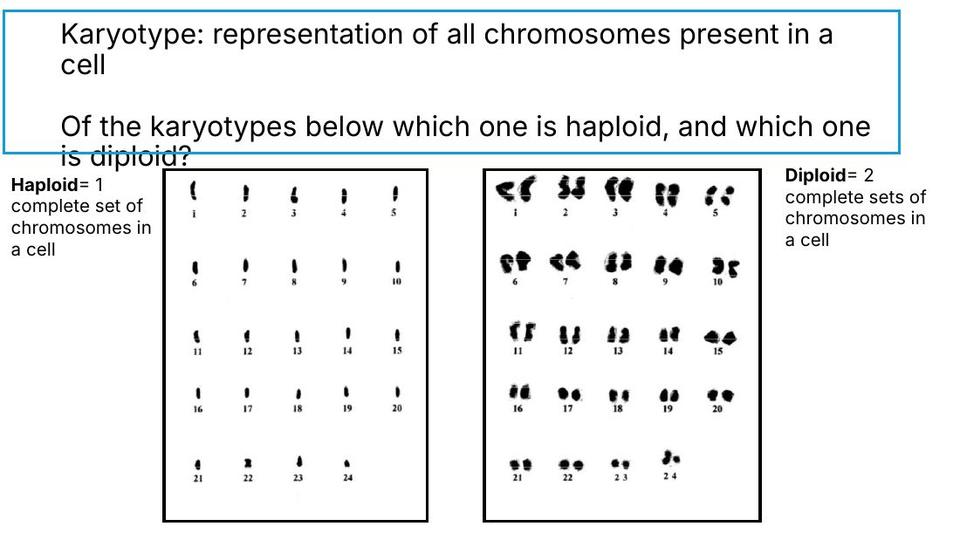 Karyotype: representation of all chromosomes present in a
cell
Of the karyotypes below which one is haploid, and which one
is diploid?
Haploid= 1
complete set of
chromosomes in
a cell
1 2 3 4 5
6 7 8 9 10
11 12 13 14 15
16 17 18 19 20
21 22 23 24
1 2 3 4 5
6 7 8 9 10
11 12 13 14 15
16 17 18 19 20
21 22 2 3 2 4
Diploid= 2
complete sets of
chromosomes in
a cell